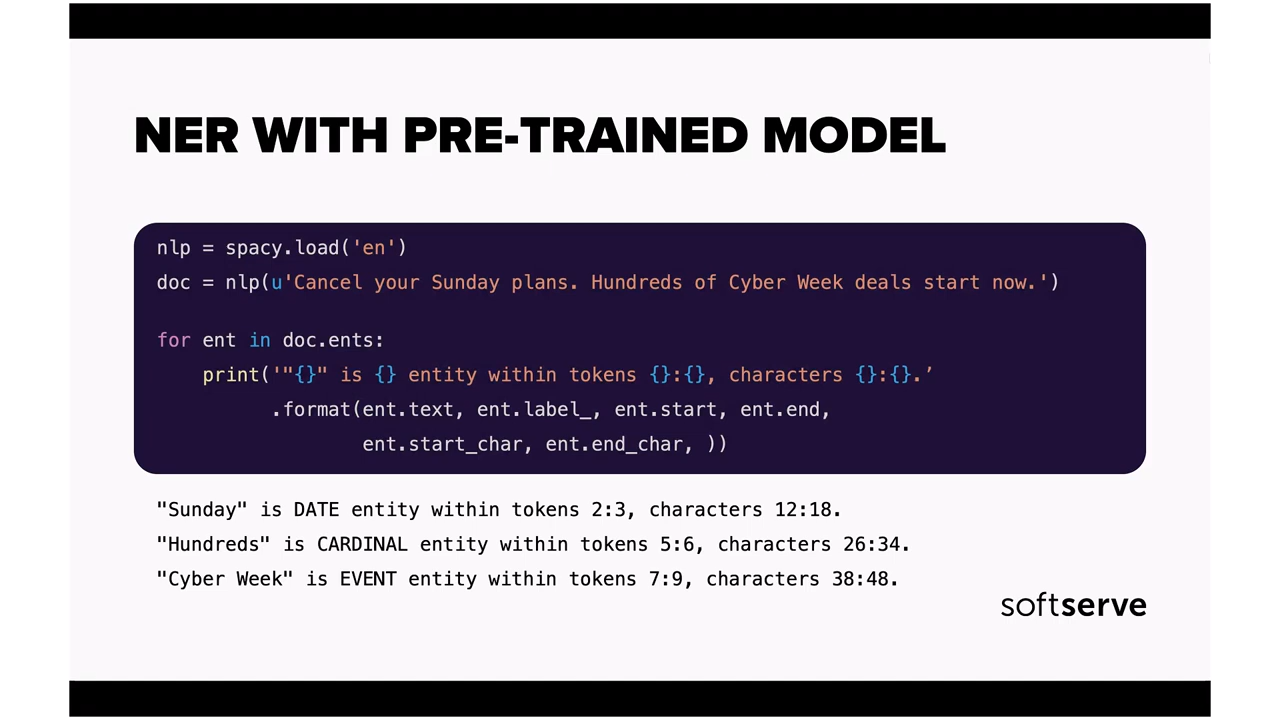 NER WITH PRE-TRAINED MODEL
nlp = spacy.load('en')
doc = nlp(u'Cancel your Sunday plans. Hundreds of Cyber Week deals start now.')
for ent in doc.ents:
    print('"{}" is {} entity within tokens {}:{}, characters {}:{}.’
          .format(ent.text, ent.label_, ent.start, ent.end,
                  ent.start_char, ent.end_char, ))
"Sunday" is DATE entity within tokens 2:3, characters 12:18.
"Hundreds" is CARDINAL entity within tokens 5:6, characters 26:34.
"Cyber Week" is EVENT entity within tokens 7:9, characters 38:48.
softserve